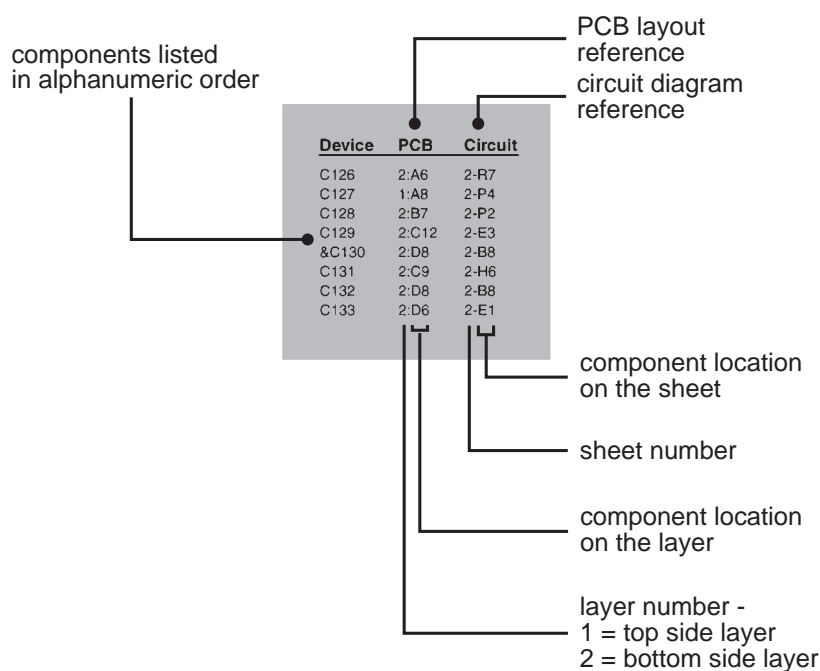 PCB layout
reference
components listed
in alphanumeric order
circuit diagram
reference
Device PCB Circuit
C126 2:A6 2-R7
C127 1:A8 2-P4
C128 2:B7 2-P2
C129 2:C12 2-E3
&C130 2:D8 2-B8
C131 2:C9 2-H6
C132 2:D8 2-B8
C133 2:D6 2-E1
component location
on the sheet
sheet number
component location
on the layer
layer number -
1 = top side layer
2 = bottom side layer